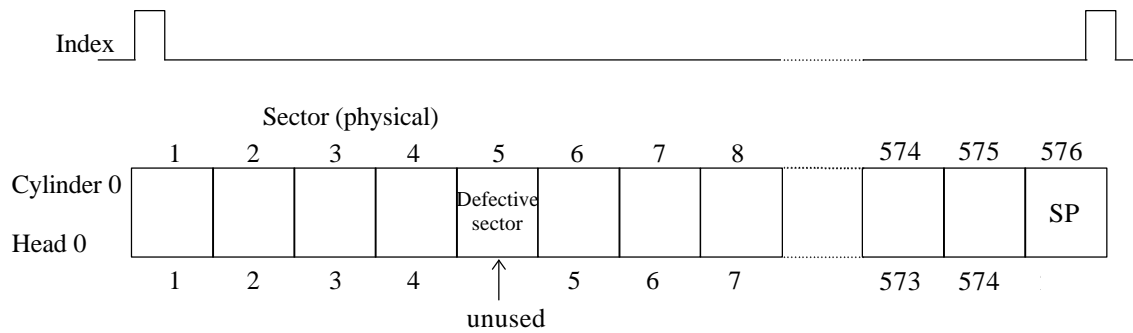 Index
Sector (physical)
1 2 3 4 5 6 7 8 574 575 576
Cylinder 0
Defective
sector
SP
Head 0
1 2 3 4 5 6 7 573 574
unused